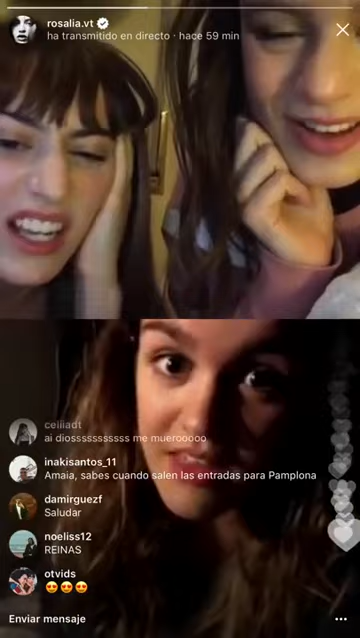 rosalia.vt
ha transmitido en directo · hace 59 min
celiadt
ai diosssssssssss me muerooooo
inakisantos_11
Amaia, sabes cuando salen las entradas para Pamplona
damirguezf
Saludar
noeliss12
REINAS
otvids
😍😍😍
Enviar mensaje